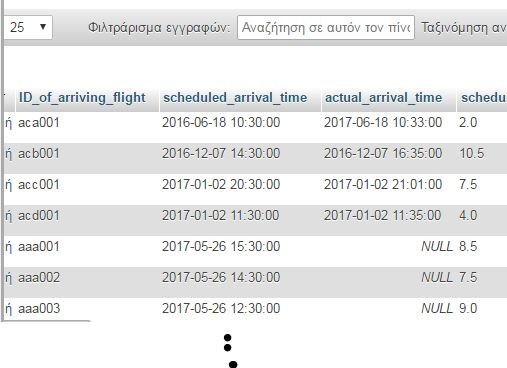 25 Φιλτράρισμα εγγραφών: Αναζήτηση σε αυτόν τον πίνα Ταξινόμηση αν
ID_of_arriving_flight scheduled_arrival_time actual_arrival_time schedu
ή aca001 2016-06-18 10:30:00 2017-06-18 10:33:00 2.0
ή acb001 2016-12-07 14:30:00 2016-12-07 16:35:00 10.5
ή acc001 2017-01-02 20:30:00 2017-01-02 21:01:00 7.5
ή acd001 2017-01-02 11:30:00 2017-01-02 11:35:00 4.0
ή aaa001 2017-05-26 15:30:00 NULL 8.5
ή aaa002 2017-05-26 14:30:00 NULL 7.5
ή aaa003 2017-05-26 12:30:00 NULL 9.0